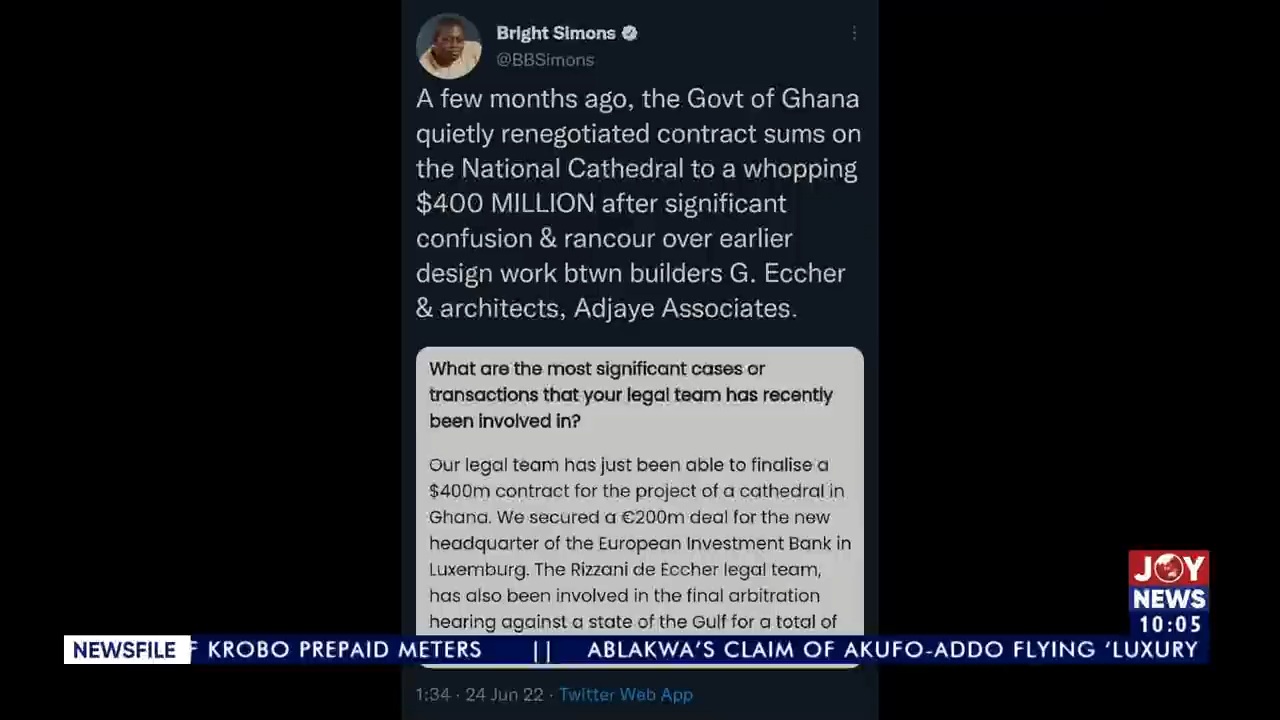 Bright Simons
@BBSimons
A few months ago, the Govt of Ghana
quietly renegotiated contract sums on
the National Cathedral to a whopping
$400 MILLION after significant
confusion & rancour over earlier
design work btwn builders G. Eccher
& architects, Adjaye Associates.
What are the most significant cases or
transactions that your legal team has recently
been involved in?
Our legal team has just been able to finalise a
$400m contract for the project of a cathedral in
Ghana. We secured a €200m deal for the new
headquarter of the European Investment Bank in
Luxemburg. The Rizzani de Eccher legal team,
has also been involved in the final arbitration
hearing against a state of the Gulf for a total of
JOY
NEWS
10:05
NEWSFILE F KROBO PREPAID METERS || ABLAKWA'S CLAIM OF AKUFO-ADDO FLYING 'LUXURY
1:34 · 24 Jun 22 · Twitter Web App